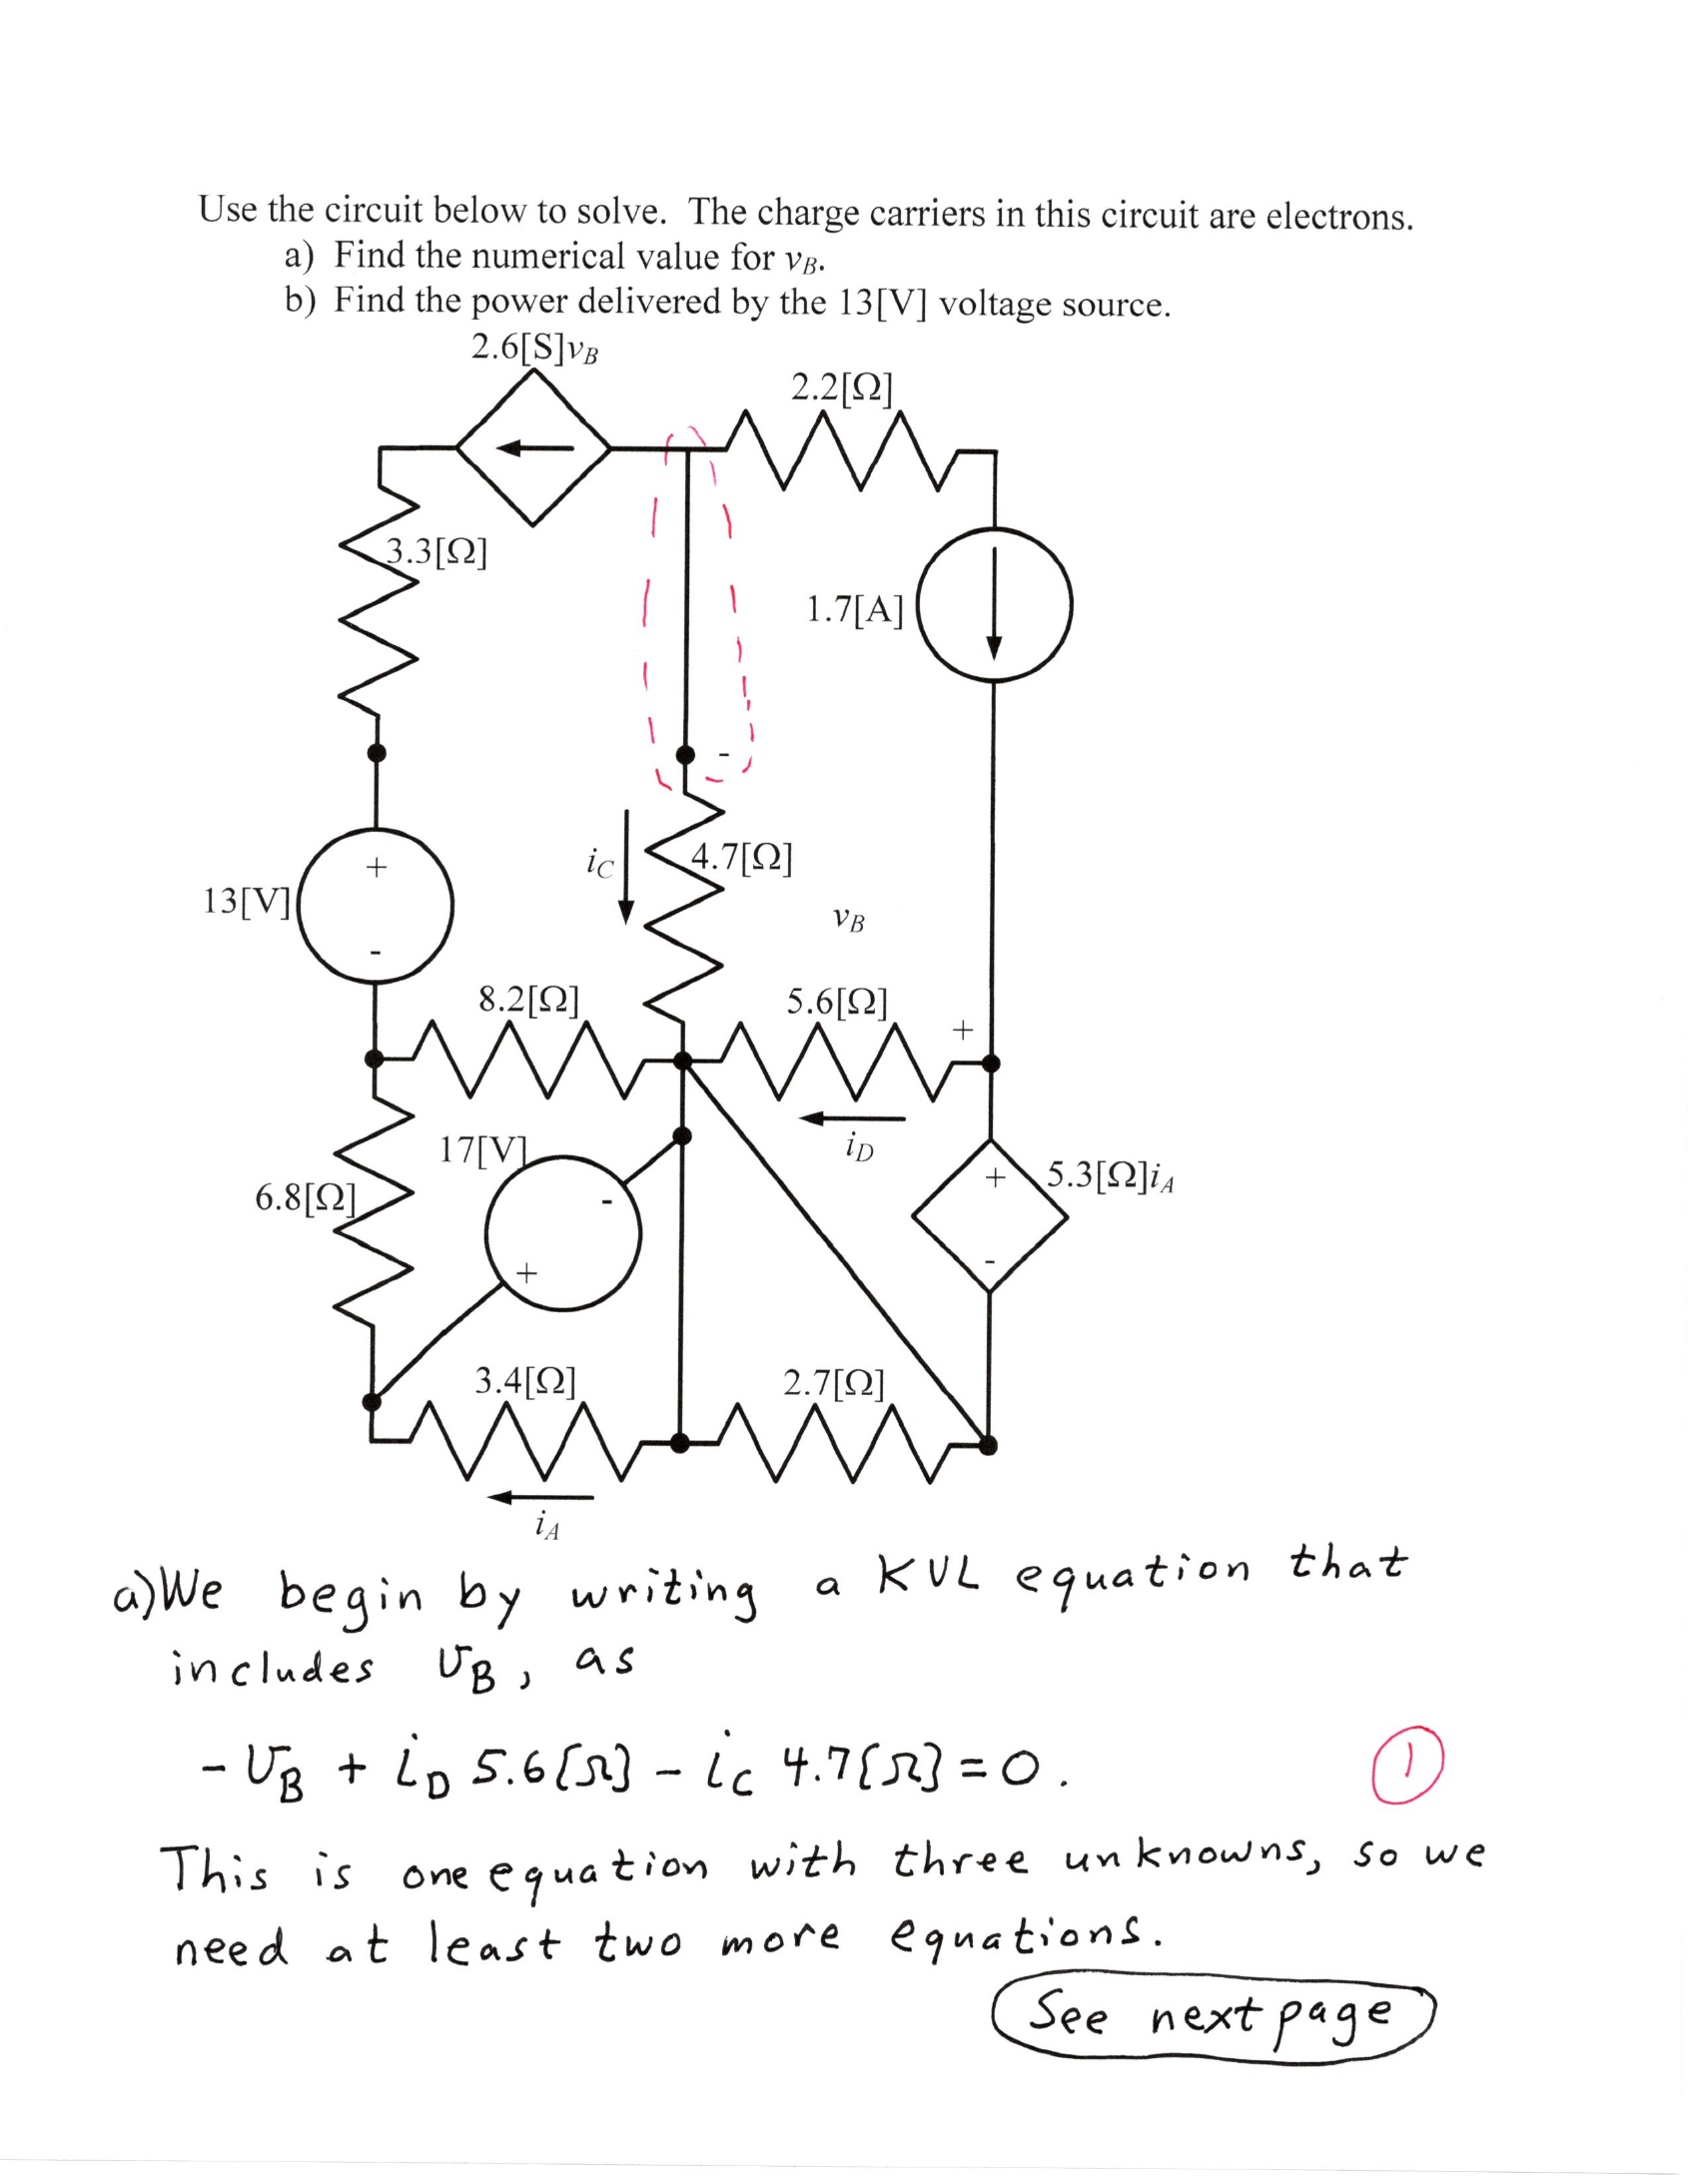 Use the circuit below to solve. The charge carriers in this circuit are electrons.
a) Find the numerical value for vB.
b) Find the power delivered by the 13[V] voltage source.
2.6[S]vB
2.2[Ω]
3.3[Ω]
1.7[A]
-
+
13[V]
-
iC
4.7[Ω]
vB
8.2[Ω]
5.6[Ω]
+
17[V]
iD
-
+
5.3[Ω]iA
6.8[Ω]
+
-
3.4[Ω]
2.7[Ω]
iA
a) We begin by writing a KVL equation that
includes vB, as
- vB + iD 5.6[Ω] - iC 4.7[Ω] = 0.
1
This is one equation with three unknowns, so we
need at least two more equations.
See next page